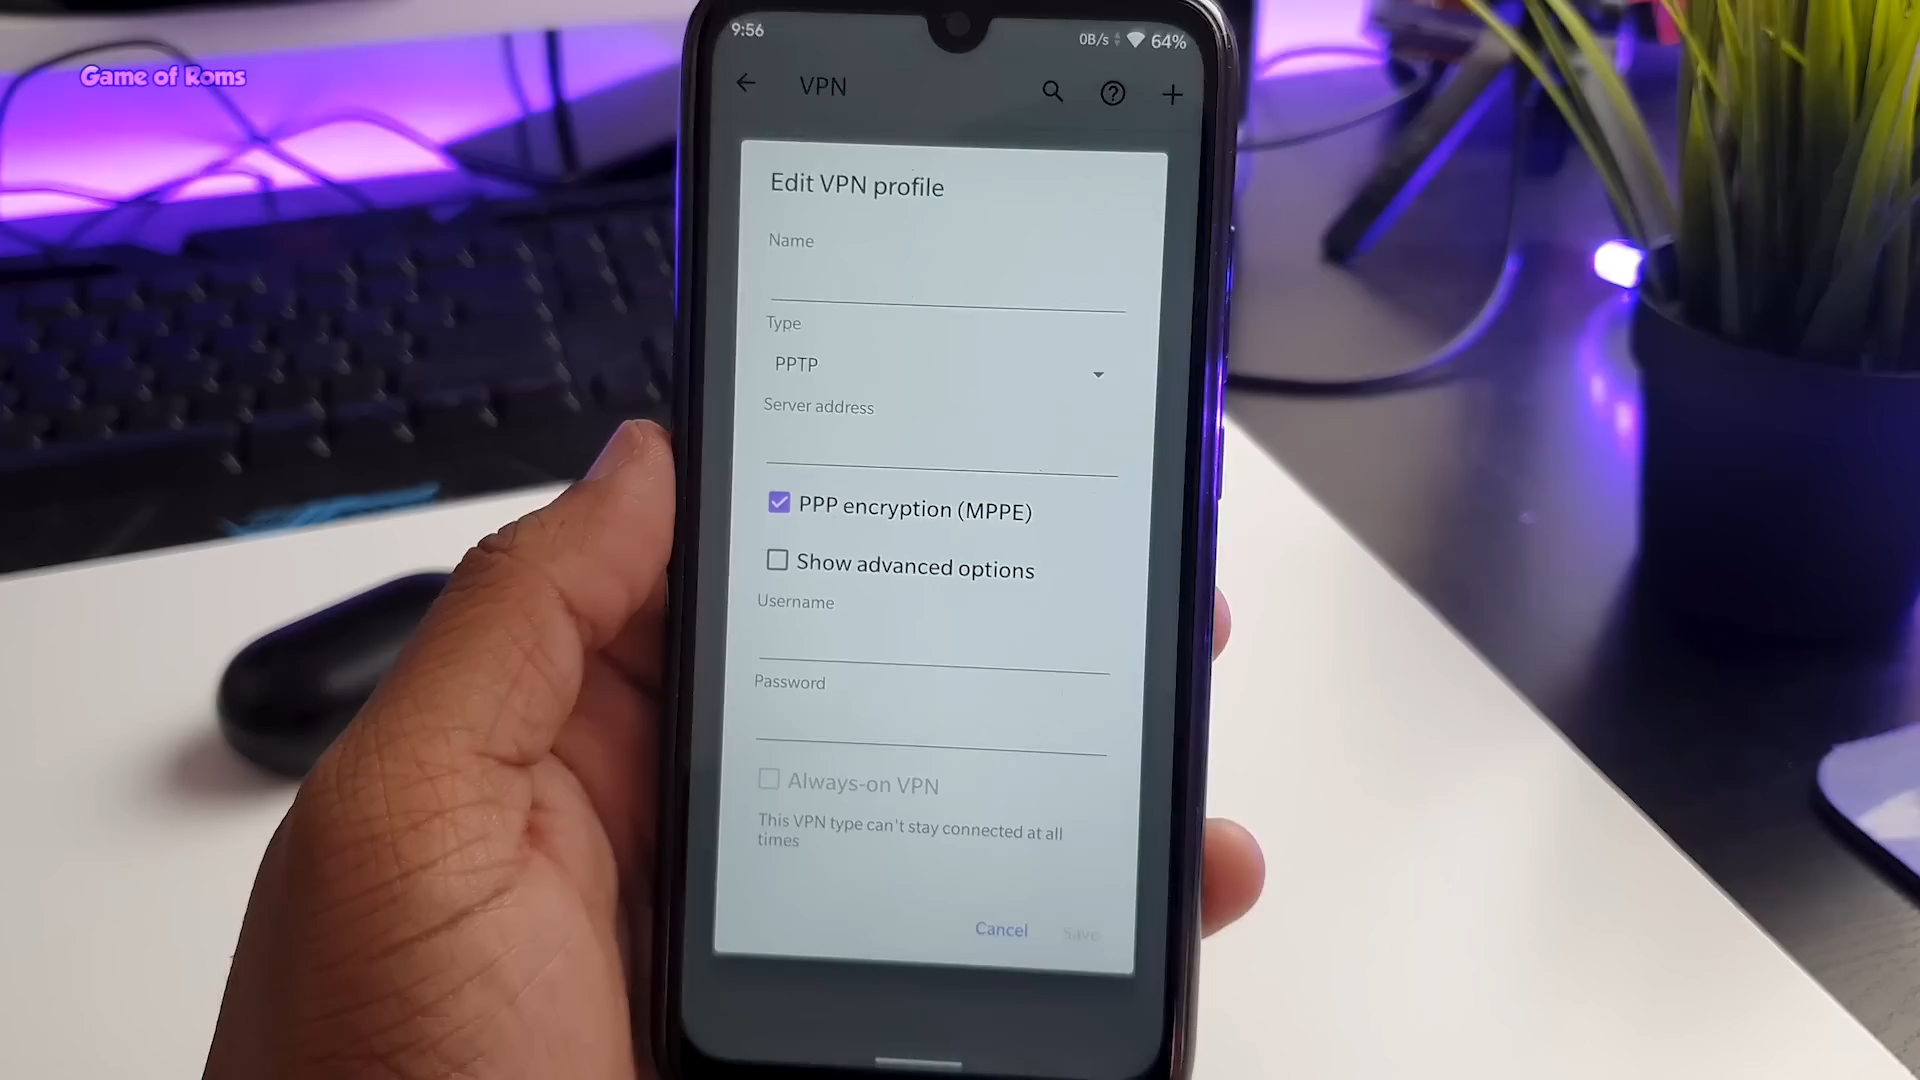 Game of Roms
9:56
0B/s 64%
VPN
Edit VPN profile
Name
Type
PPTP
Server address
PPP encryption (MPPE)
Show advanced options
Username
Password
Always-on VPN
This VPN type can't stay connected at all
times
Cancel Save